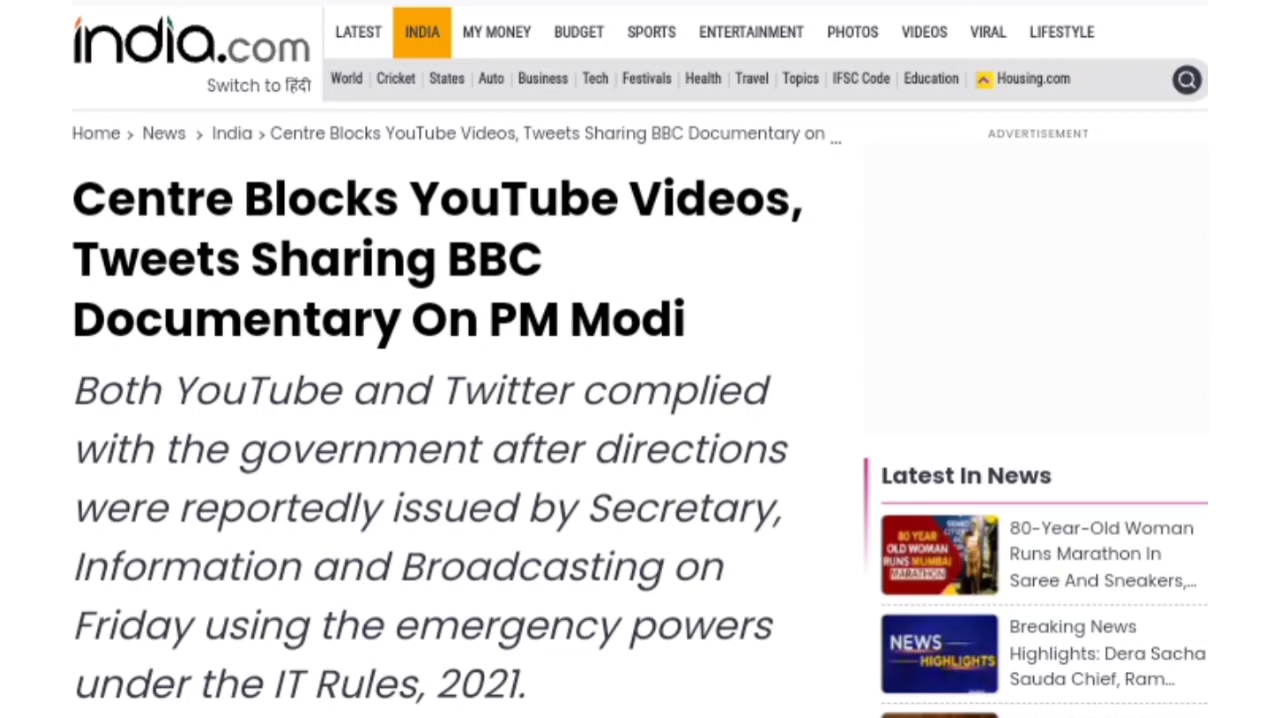 india.com
Switch to हिंदी
LATEST INDIA MY MONEY BUDGET SPORTS ENTERTAINMENT PHOTOS VIDEOS VIRAL LIFESTYLE
World Cricket States Auto Business Tech Festivals Health Travel Topics IFSC Code Education Housing.com
Home > News > India > Centre Blocks YouTube Videos, Tweets Sharing BBC Documentary on ...
ADVERTISEMENT
Centre Blocks YouTube Videos,
Tweets Sharing BBC
Documentary On PM Modi
Both YouTube and Twitter complied
with the government after directions
were reportedly issued by Secretary,
Information and Broadcasting on
Friday using the emergency powers
under the IT Rules, 2021.
Latest In News
80 YEAR
OLD WOMAN
RUNS MUMBAI
MARATHON
80-Year-Old Woman
Runs Marathon In
Saree And Sneakers,...
NEWS
HIGHLIGHTS
Breaking News
Highlights: Dera Sacha
Sauda Chief, Ram...